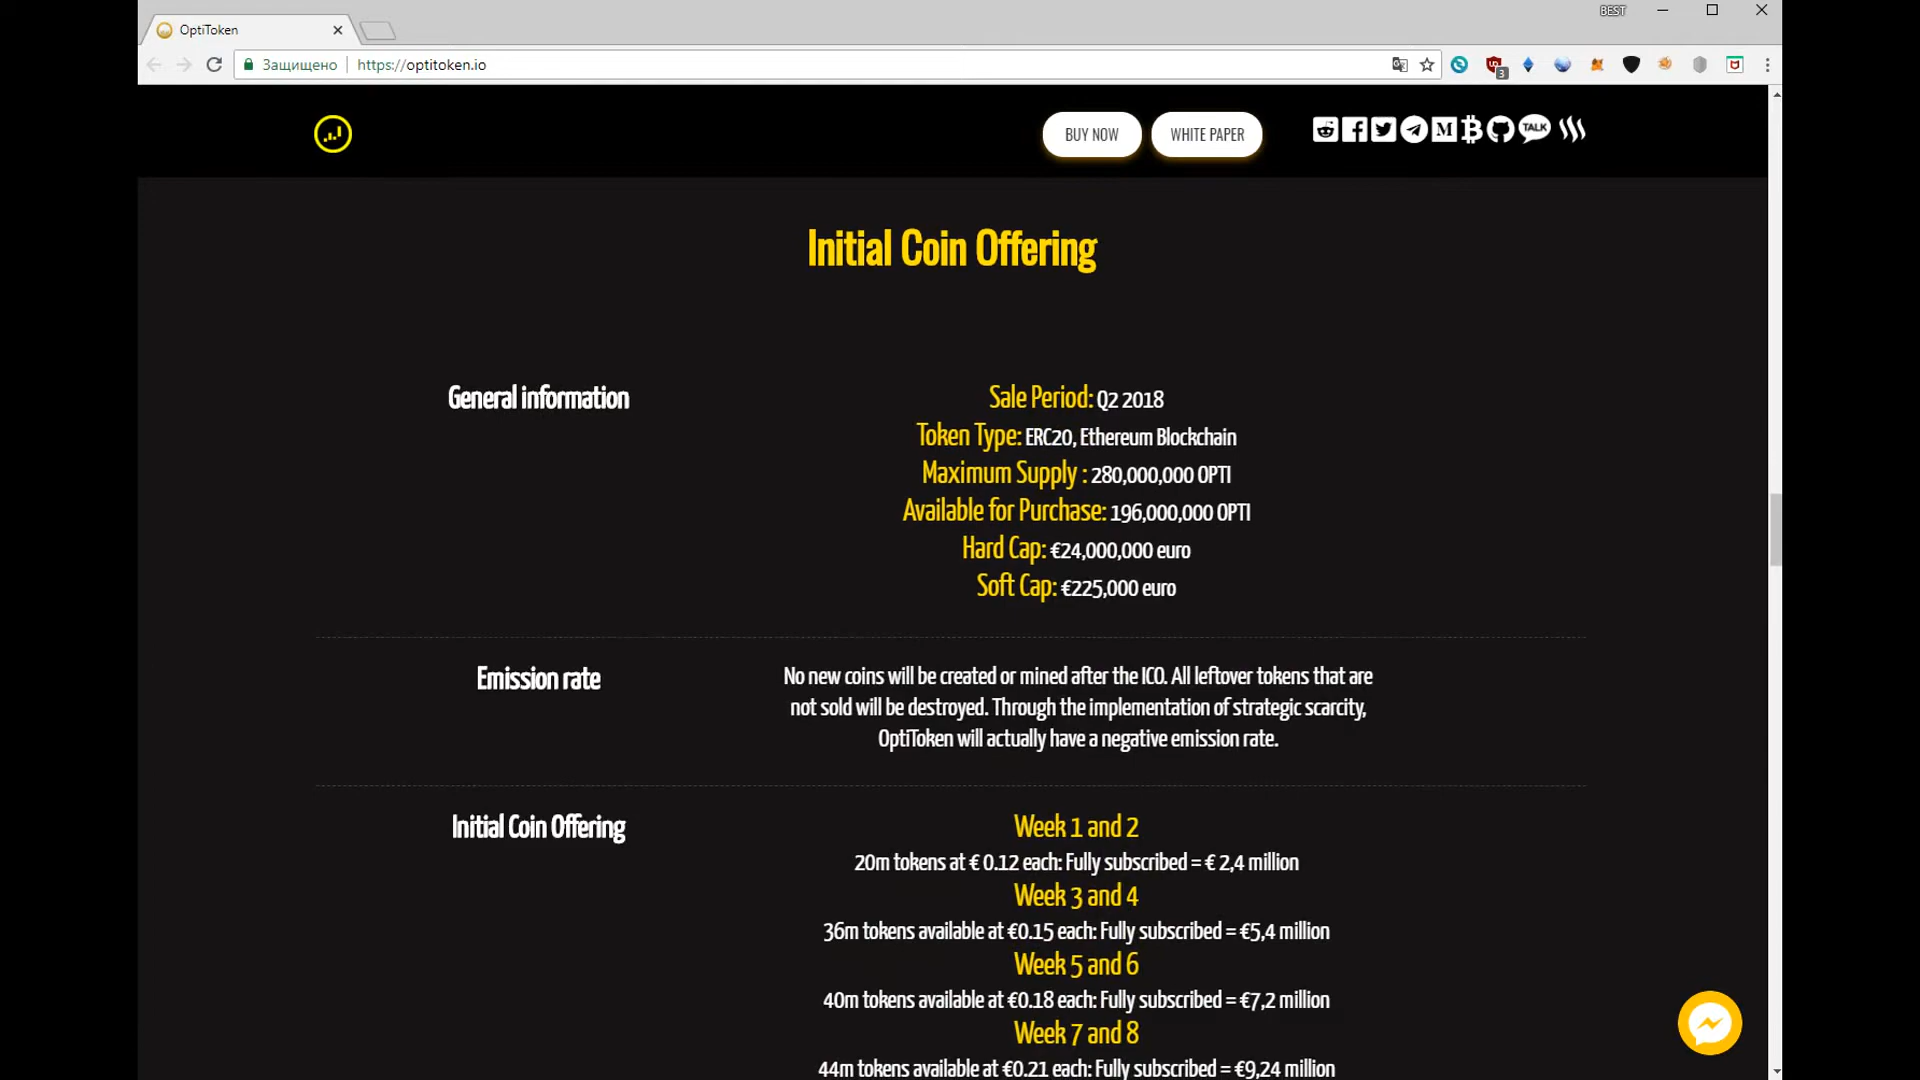 BEST
OptiToken
Защищено https://optitoken.io
3
BUY NOW
WHITE PAPER
TALK
Initial Coin Offering
General information
Sale Period: Q2 2018
Token Type: ERC20, Ethereum Blockchain
Maximum Supply : 280,000,000 OPTI
Available for Purchase: 196,000,000 OPTI
Hard Cap: €24,000,000 euro
Soft Cap: €225,000 euro
Emission rate
No new coins will be created or mined after the ICO. All leftover tokens that are
not sold will be destroyed. Through the implementation of strategic scarcity,
OptiToken will actually have a negative emission rate.
Initial Coin Offering
Week 1 and 2
20m tokens at € 0.12 each: Fully subscribed = € 2,4 million
Week 3 and 4
36m tokens available at €0.15 each: Fully subscribed = €5,4 million
Week 5 and 6
40m tokens available at €0.18 each: Fully subscribed = €7,2 million
Week 7 and 8
44m tokens available at €0.21 each: Fully subscribed = €9,24 million